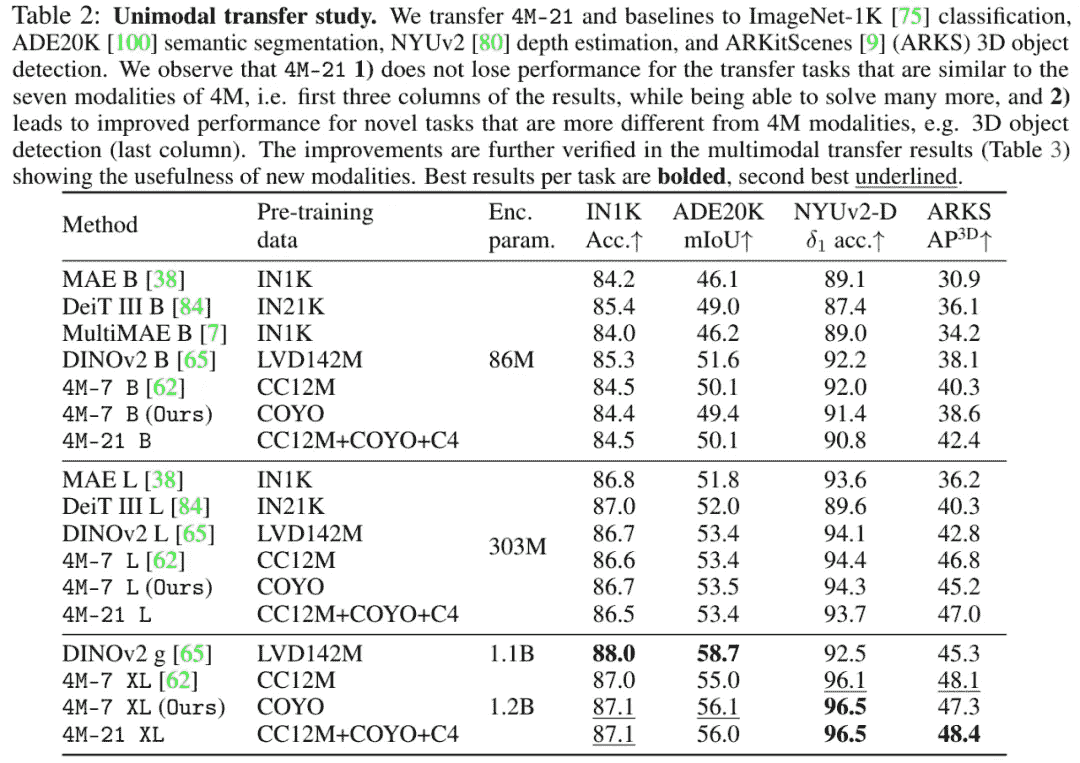 Table 2: Unimodal transfer study. We transfer 4M-21 and baselines to ImageNet-1K [75] classification,
ADE20K [100] semantic segmentation, NYUv2 [80] depth estimation, and ARKitScenes [9] (ARKS) 3D object
detection. We observe that 4M-21 1) does not lose performance for the transfer tasks that are similar to the
seven modalities of 4M, i.e. first three columns of the results, while being able to solve many more, and 2)
leads to improved performance for novel tasks that are more different from 4M modalities, e.g. 3D object
detection (last column). The improvements are further verified in the multimodal transfer results (Table 3)
showing the usefulness of new modalities. Best results per task are bolded, second best underlined.
Method Pre-training data Enc. param. IN1K Acc.↑ ADE20K mIoU↑ NYUv2-D δ1 acc.↑ ARKS AP3D↑
MAE B [38] IN1K 84.2 46.1 89.1 30.9
DeiT III B [84] IN21K 85.4 49.0 87.4 36.1
MultiMAE B [7] IN1K 84.0 46.2 89.0 34.2
DINOv2 B [65] LVD142M 86M 85.3 51.6 92.2 38.1
4M-7 B [62] CC12M 84.5 50.1 92.0 40.3
4M-7 B (Ours) COYO 84.4 49.4 91.4 38.6
4M-21 B CC12M+COYO+C4 84.5 50.1 90.8 42.4
MAE L [38] IN1K 86.8 51.8 93.6 36.2
DeiT III L [84] IN21K 87.0 52.0 89.6 40.3
DINOv2 L [65] LVD142M 303M 86.7 53.4 94.1 42.8
4M-7 L [62] CC12M 86.6 53.4 94.4 46.8
4M-7 L (Ours) COYO 86.7 53.5 94.3 45.2
4M-21 L CC12M+COYO+C4 86.5 53.4 93.7 47.0
DINOv2 g [65] LVD142M 1.1B 88.0 58.7 92.5 45.3
4M-7 XL [62] CC12M 87.0 55.0 96.1 48.1
4M-7 XL (Ours) COYO 1.2B 87.1 56.1 96.5 47.3
4M-21 XL CC12M+COYO+C4 87.1 56.0 96.5 48.4